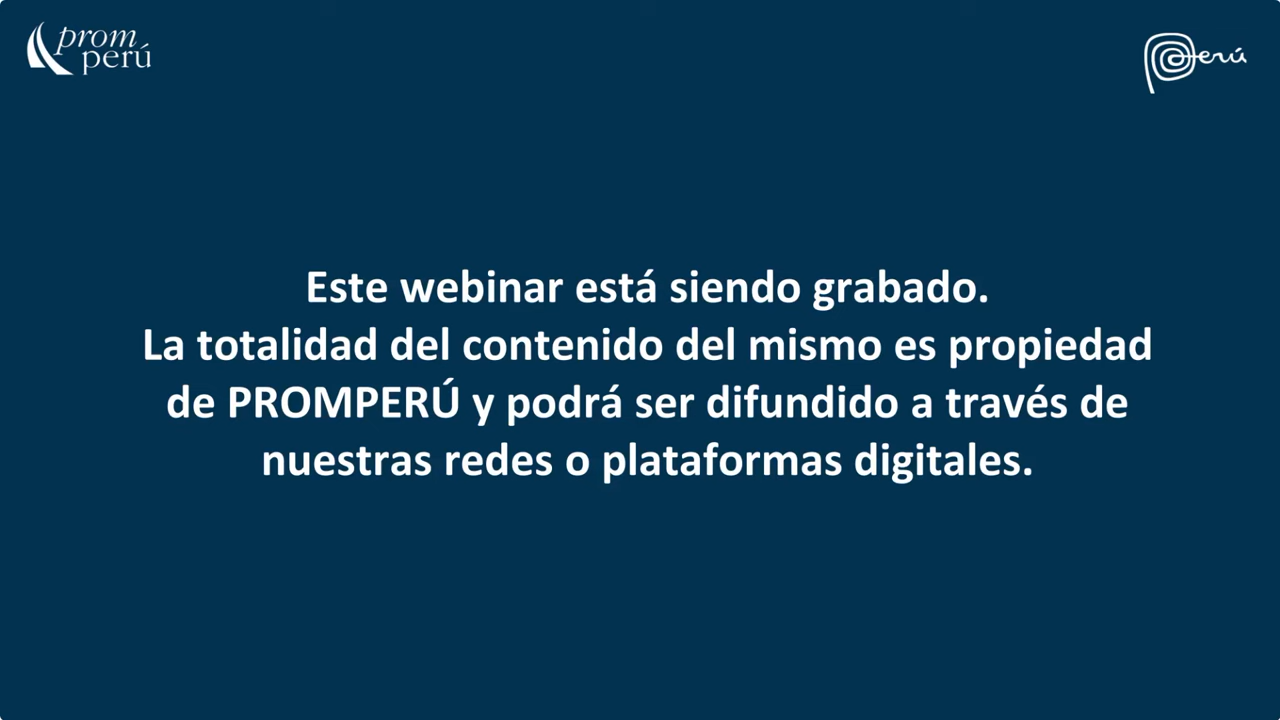 prom
perú
Perú
Este webinar está siendo grabado.
La totalidad del contenido del mismo es propiedad
de PROMPERÚ y podrá ser difundido a través de
nuestras redes o plataformas digitales.